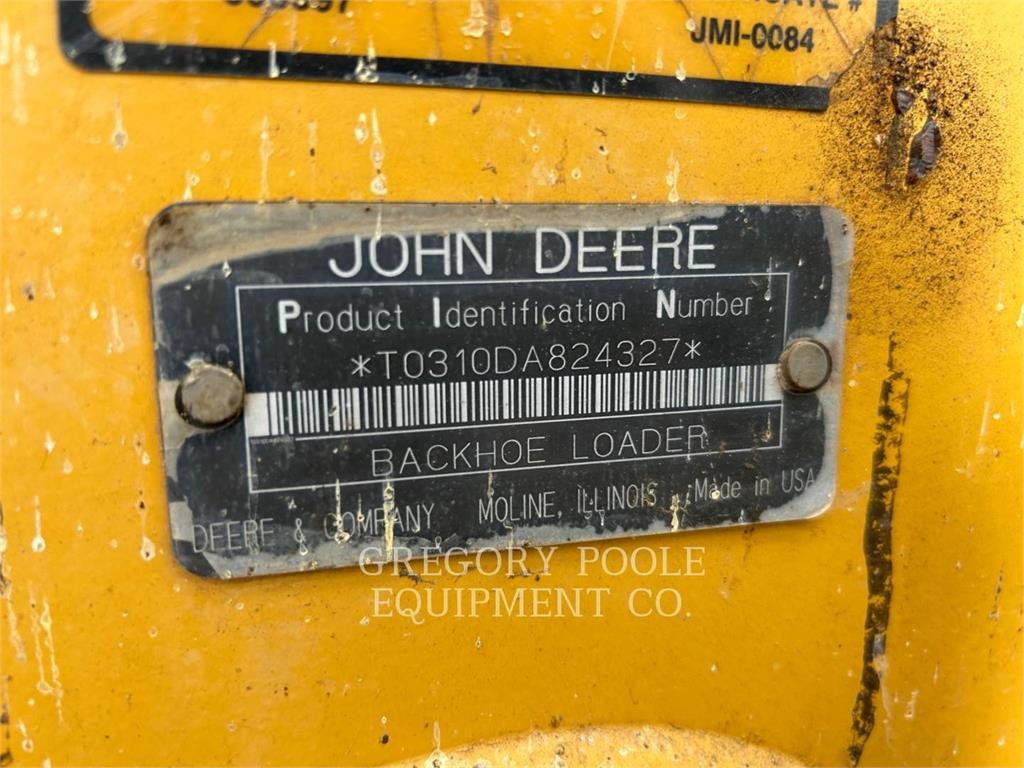 JMI-0084
JOHN DEERE
Product Identification Number
*T0310DA824327*
BACKHOE LOADER
DEERE & COMPANY MOLINE, ILLINOIS Made in USA
GREGORY POOLE
EQUIPMENT CO.